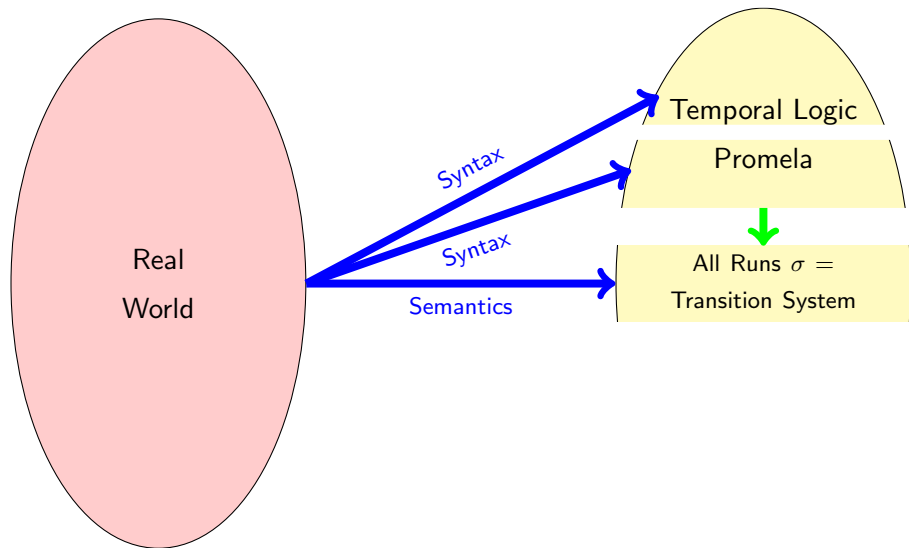 Real
World
Syntax
Syntax
Semantics
Temporal Logic
Promela
All Runs σ =
Transition System